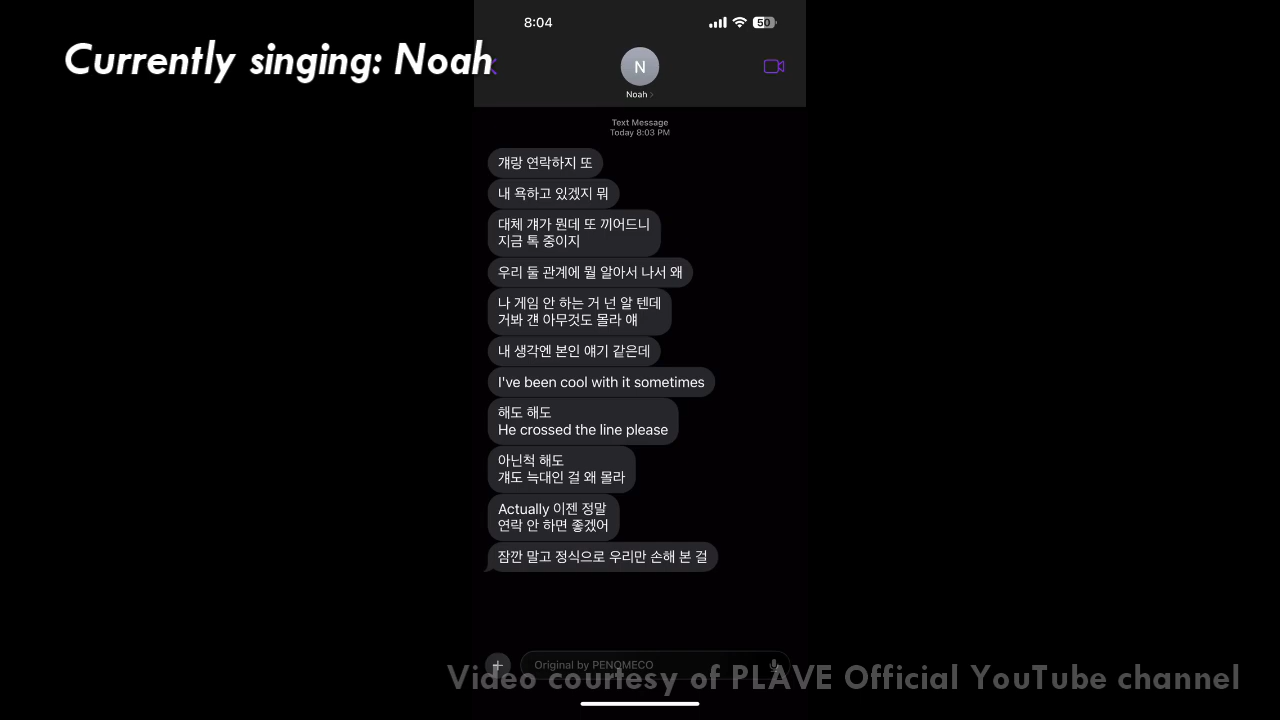 8:04
50
Currently singing: Noah
N
Noah
Text Message
Today 8:03 PM
걔랑 연락하지 또
내 욕하고 있겠지 뭐
대체 걔가 뭔데 또 끼어드니
지금 톡 중이지
우리 둘 관계에 뭘 알아서 나서 왜
나 게임 안 하는 거 넌 알 텐데
거봐 걘 아무것도 몰라 얘
내 생각엔 본인 얘기 같은데
I've been cool with it sometimes
해도 해도
He crossed the line please
아닌척 해도
걔도 늑대인 걸 왜 몰라
Actually 이젠 정말
연락 안 하면 좋겠어
잠깐 말고 정식으로 우리만 손해 본 걸
Original by PENOMECO
Video courtesy of PLAVE Official YouTube channel